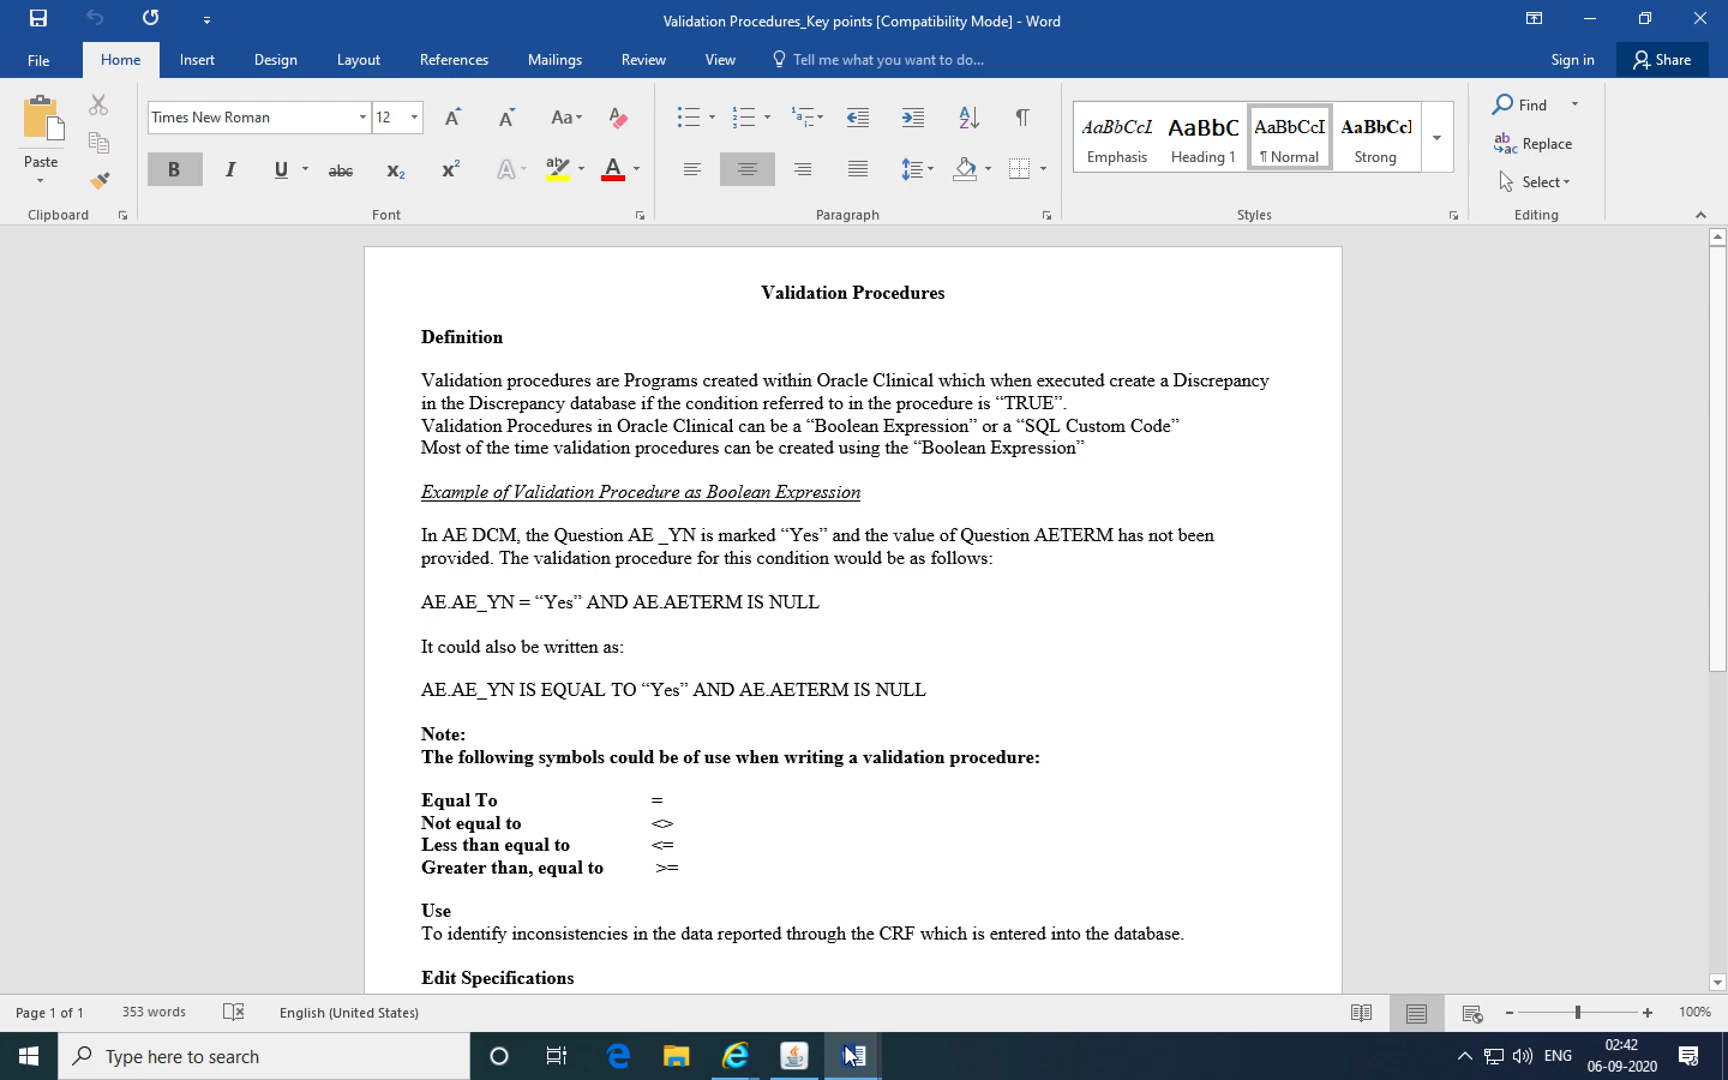 Validation Procedures_Key points [Compatibility Mode] - Word
File Home Insert Design Layout References Mailings Review View Tell me what you want to do... Sign in Share
Times New Roman 12 Aa
Paste
B I U abc x₂ x² A ab A
AaBbCcI AaBbC AaBbCcI AaBbCcI
Emphasis Heading 1 ¶ Normal Strong
Find
Replace
Select
Clipboard Font Paragraph Styles Editing
Validation Procedures
Definition
Validation procedures are Programs created within Oracle Clinical which when executed create a Discrepancy
in the Discrepancy database if the condition referred to in the procedure is “TRUE”.
Validation Procedures in Oracle Clinical can be a “Boolean Expression” or a “SQL Custom Code”
Most of the time validation procedures can be created using the “Boolean Expression”
Example of Validation Procedure as Boolean Expression
In AE DCM, the Question AE _YN is marked “Yes” and the value of Question AETERM has not been
provided. The validation procedure for this condition would be as follows:
AE.AE_YN = “Yes” AND AE.AETERM IS NULL
It could also be written as:
AE.AE_YN IS EQUAL TO “Yes” AND AE.AETERM IS NULL
Note:
The following symbols could be of use when writing a validation procedure:
Equal To =
Not equal to <>
Less than equal to <=
Greater than, equal to >=
Use
To identify inconsistencies in the data reported through the CRF which is entered into the database.
Edit Specifications
Page 1 of 1 353 words English (United States) 100%
Type here to search ENG
02:42
06-09-2020